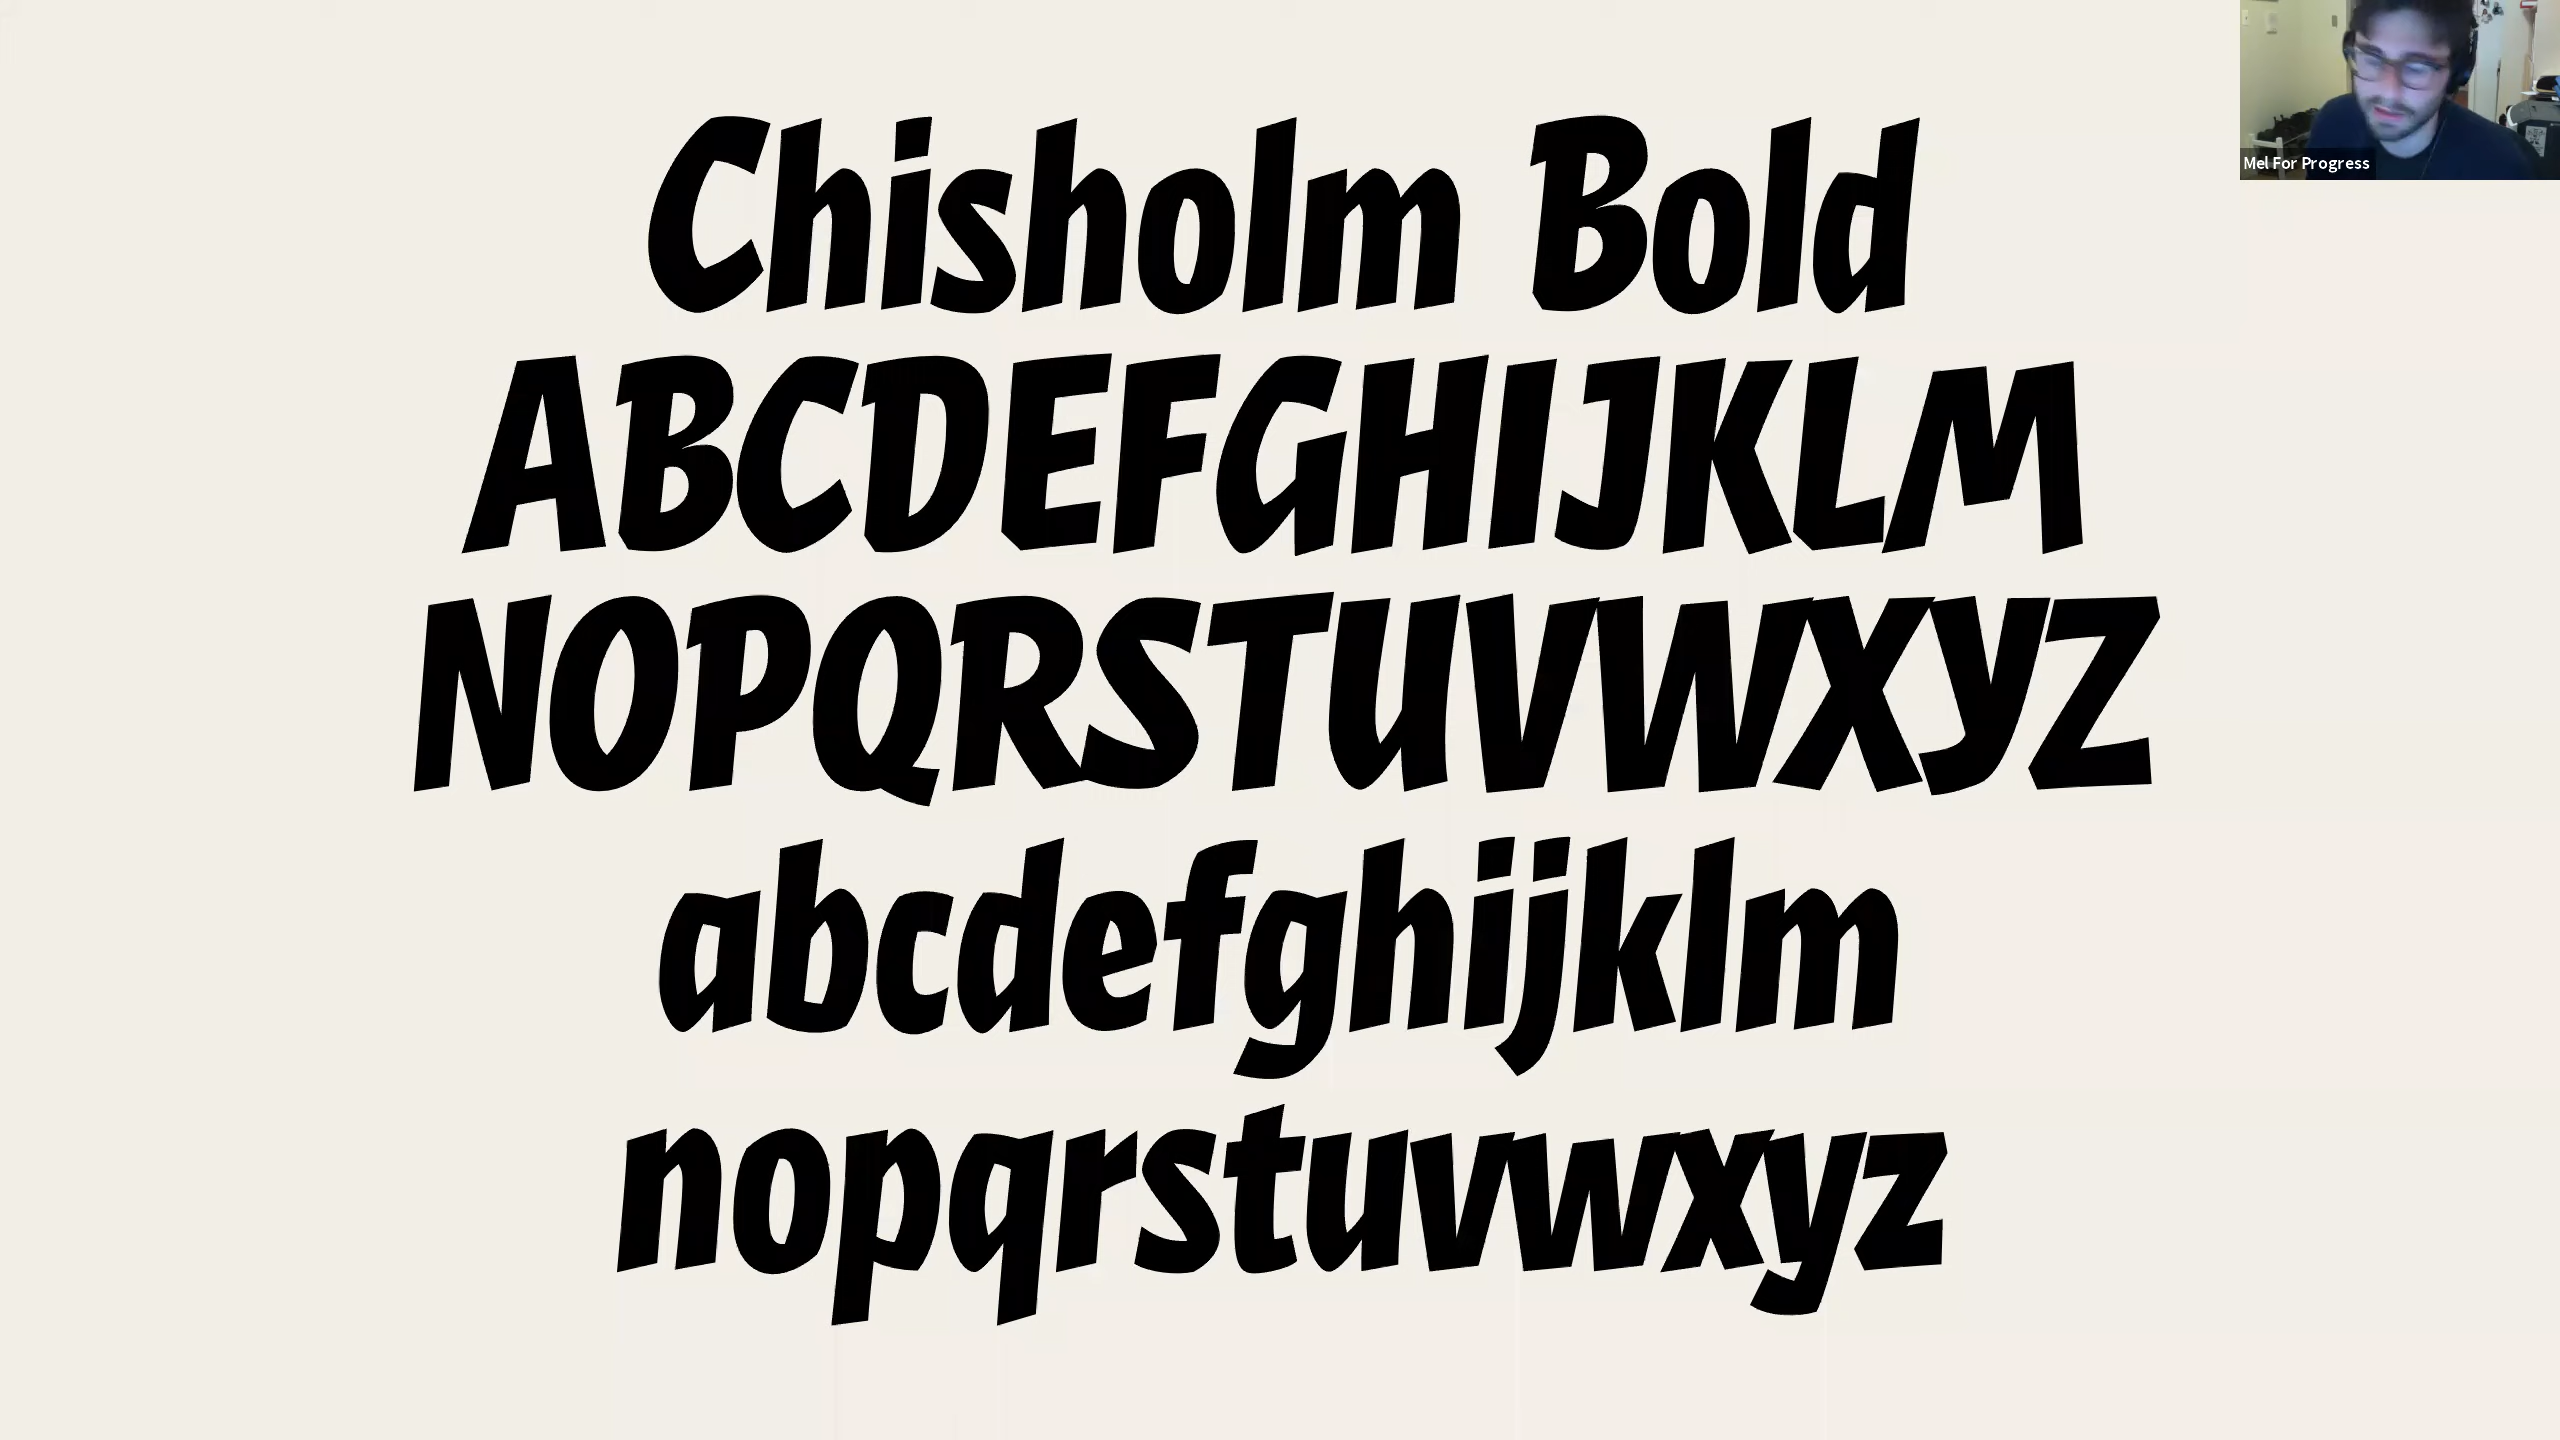 Chisholm Bold
ABCDEFGHIJKLM
NOPQRSTUVWXYZ
abcdefghijklm
nopqrstuvwxyz
Mel For Progress